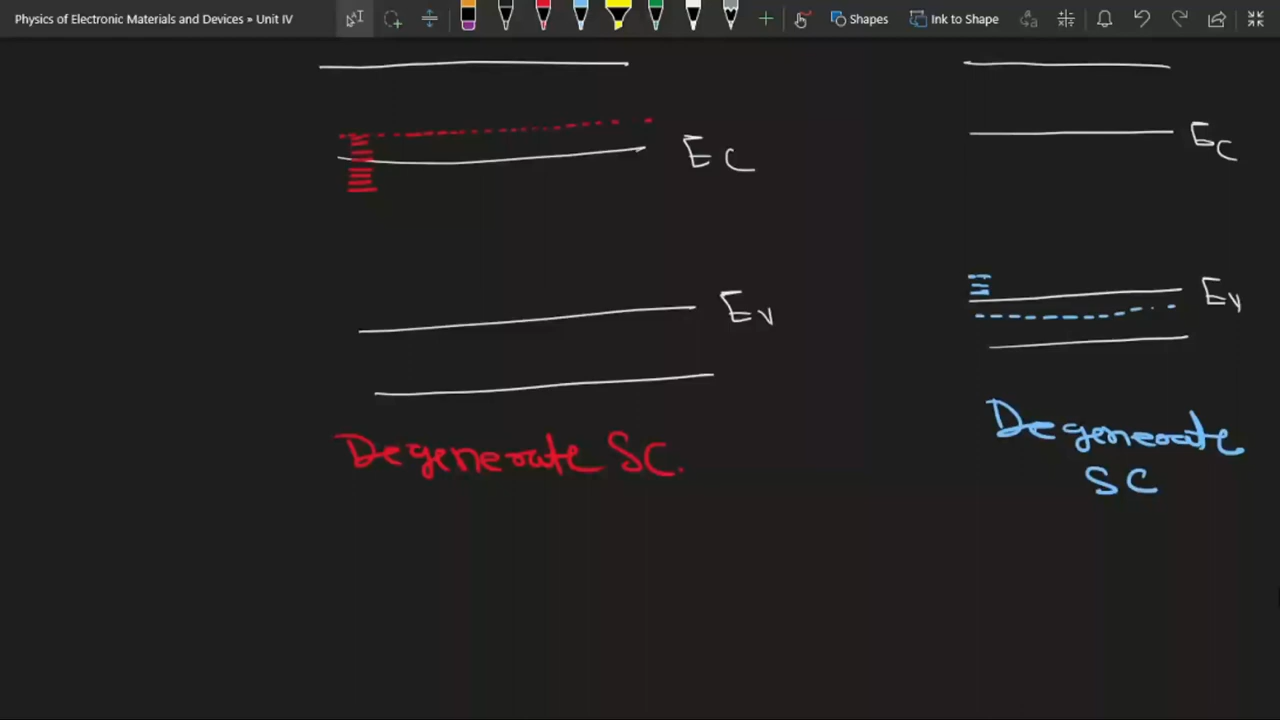 Physics of Electronic Materials and Devices » Unit IV
Shapes
Ink to Shape
EC
EC
EV
EV
Degenerate SC.
Degenerate
SC